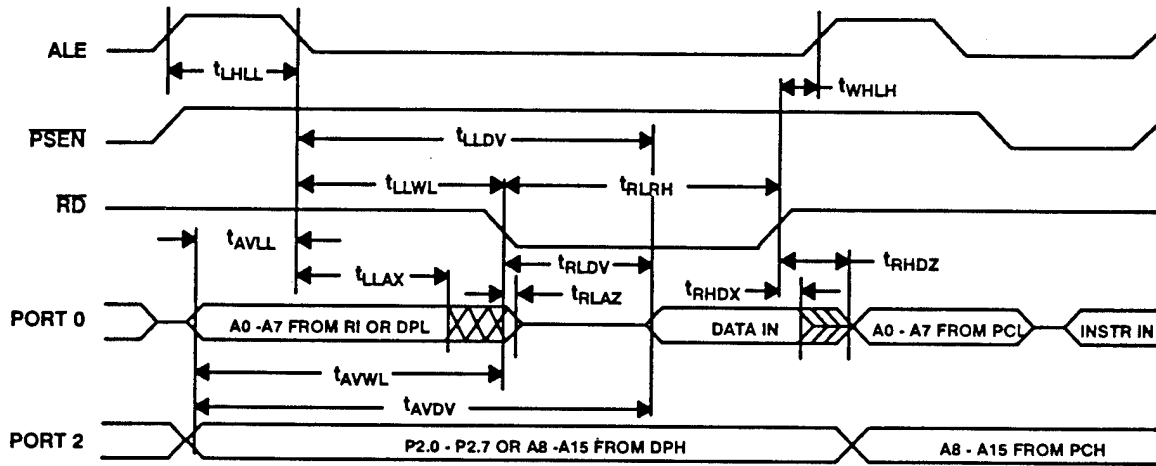 ALE
tLHLL
tWHLH
PSEN
tLLDV
tLLWL
tRLRH
RD
tAVLL
tRLDV
tRHDZ
tLLAX
tRLAZ
tRHDX
PORT 0
A0 -A7 FROM RI OR DPL
DATA IN
A0 - A7 FROM PCL
INSTR IN
tAVWL
tAVDV
PORT 2
P2.0 - P2.7 OR A8 -A15 FROM DPH
A8 - A15 FROM PCH